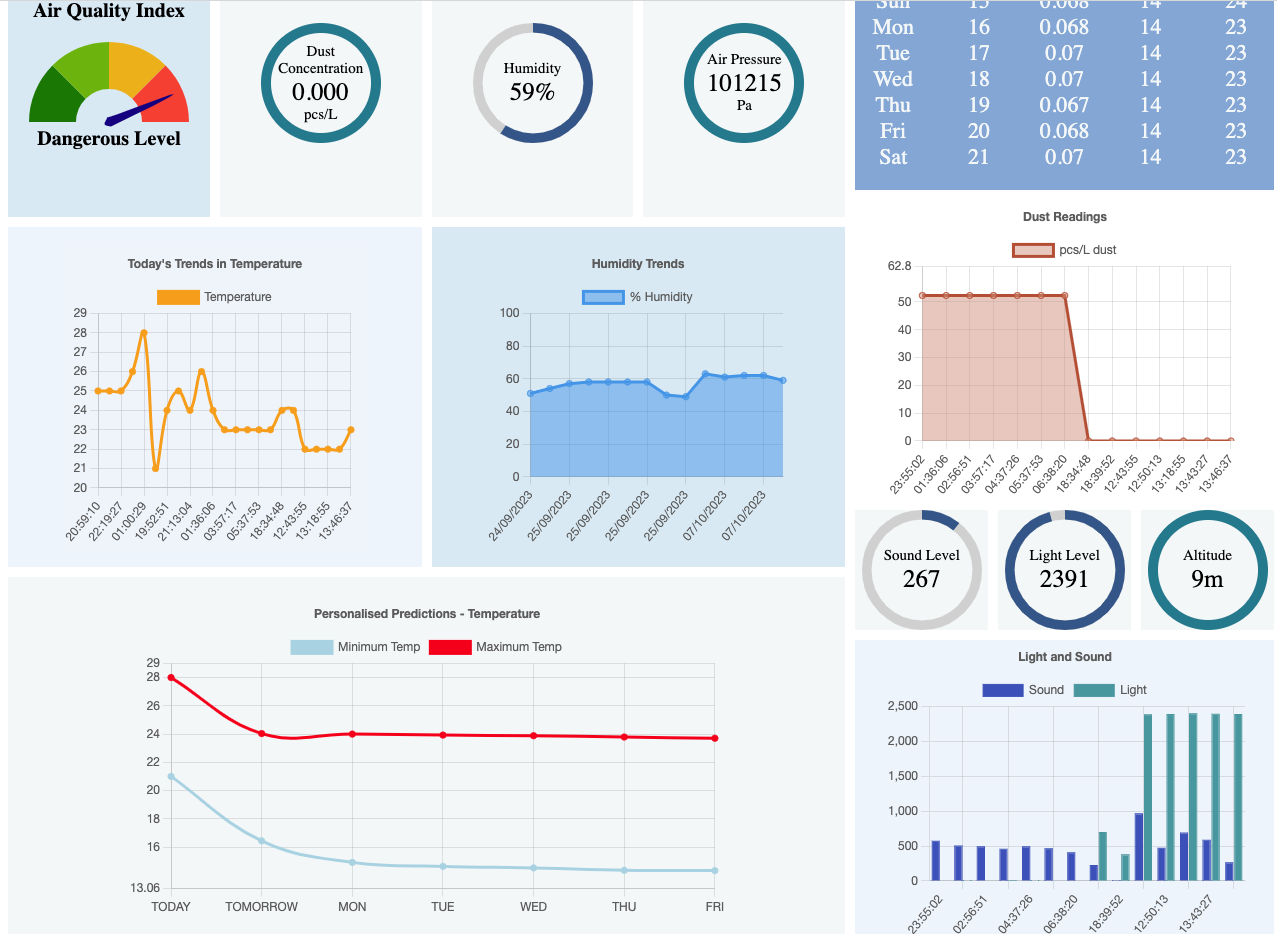 Air Quality Index
Dangerous Level
Dust
Concentration
0.000
pcs/L
Humidity
59%
Air Pressure
101215
Pa
Sun 15 0.068 14 24
Mon 16 0.068 14 23
Tue 17 0.07 14 23
Wed 18 0.07 14 23
Thu 19 0.067 14 23
Fri 20 0.068 14 23
Sat 21 0.07 14 23
Today's Trends in Temperature
Temperature
29
28
27
26
25
24
23
22
21
20
20:59:10 22:19:27 01:00:29 19:52:51 21:13:04 01:36:06 03:57:17 05:37:53 18:34:48 12:43:55 13:18:55 13:46:37
Humidity Trends
% Humidity
100
80
60
40
20
0
24/09/2023 25/09/2023 25/09/2023 25/09/2023 25/09/2023 07/10/2023 07/10/2023
Dust Readings
pcs/L dust
62.8
50
40
30
20
10
0
23:55:02 01:36:06 02:56:51 03:57:17 04:37:26 05:37:53 06:38:20 18:34:48 18:39:52 12:43:55 12:50:13 13:18:55 13:43:27 13:46:37
Sound Level
267
Light Level
2391
Altitude
9m
Personalised Predictions - Temperature
Minimum Temp Maximum Temp
29
28
26
24
22
20
18
16
13.06
TODAY TOMORROW MON TUE WED THU FRI
Light and Sound
Sound Light
2,500
2,000
1,500
1,000
500
0
23:55:02 02:56:51 04:37:26 06:38:20 18:39:52 12:50:13 13:43:27